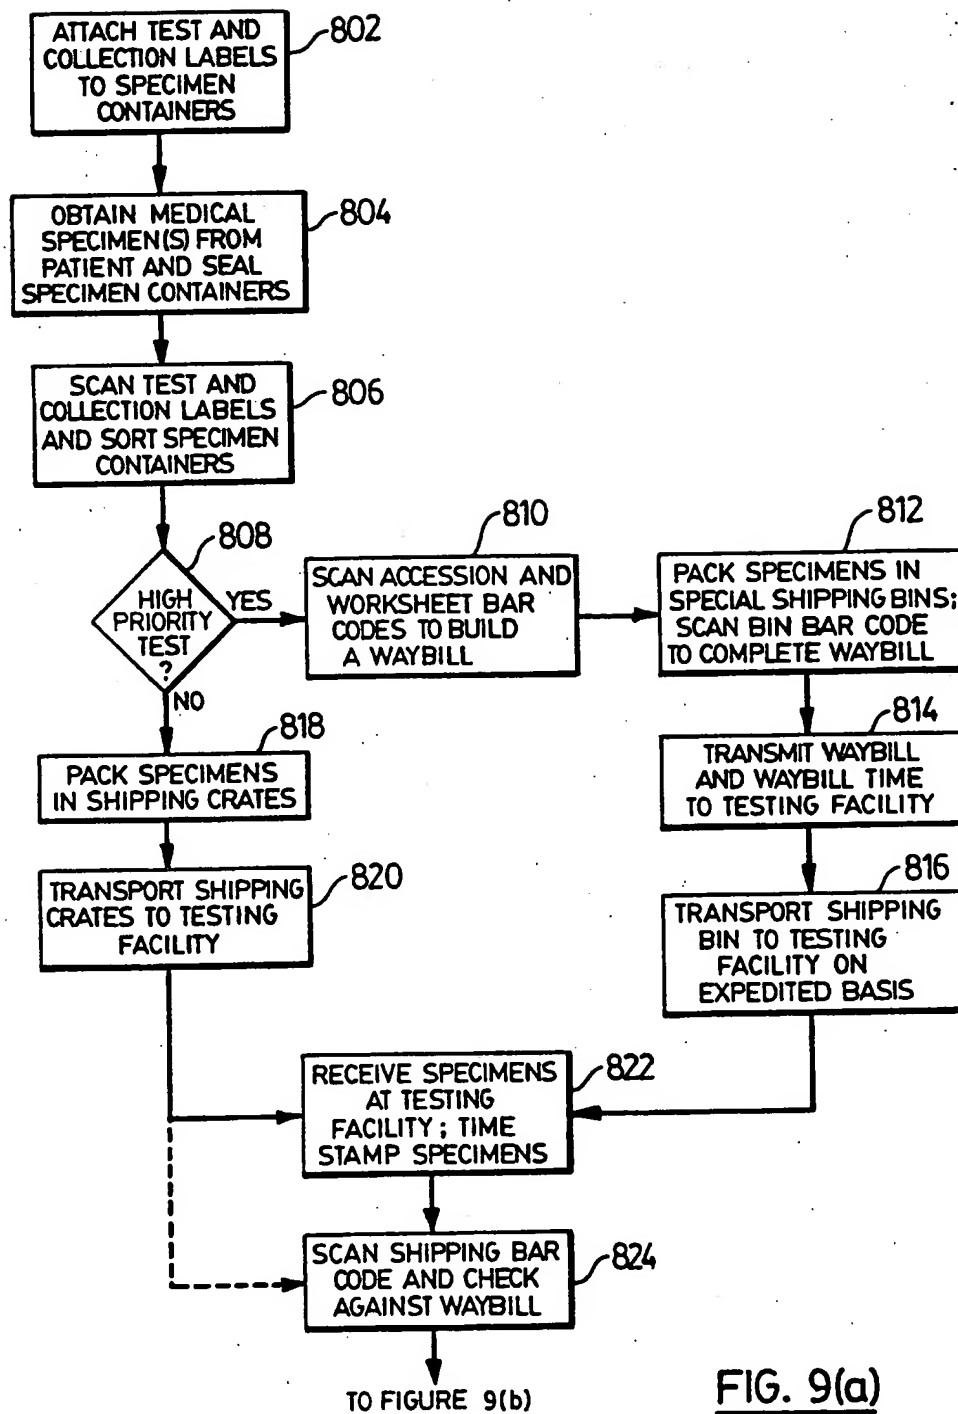 ATTACH TEST AND
COLLECTION LABELS
TO SPECIMEN
CONTAINERS
802
OBTAIN MEDICAL
SPECIMEN(S) FROM
PATIENT AND SEAL
SPECIMEN CONTAINERS
804
SCAN TEST AND
COLLECTION LABELS
AND SORT SPECIMEN
CONTAINERS
806
HIGH
PRIORITY
TEST
?
808
YES
NO
SCAN ACCESSION AND
WORKSHEET BAR
CODES TO BUILD
A WAYBILL
810
PACK SPECIMENS IN
SPECIAL SHIPPING BINS;
SCAN BIN BAR CODE
TO COMPLETE WAYBILL
812
TRANSMIT WAYBILL
AND WAYBILL TIME
TO TESTING FACILITY
814
TRANSPORT SHIPPING
BIN TO TESTING
FACILITY ON
EXPEDITED BASIS
816
PACK SPECIMENS
IN SHIPPING CRATES
818
TRANSPORT SHIPPING
CRATES TO TESTING
FACILITY
820
RECEIVE SPECIMENS
AT TESTING
FACILITY; TIME
STAMP SPECIMENS
822
SCAN SHIPPING BAR
CODE AND CHECK
AGAINST WAYBILL
824
TO FIGURE 9(b)
FIG. 9(a)